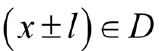 (x ± l) ∈ D